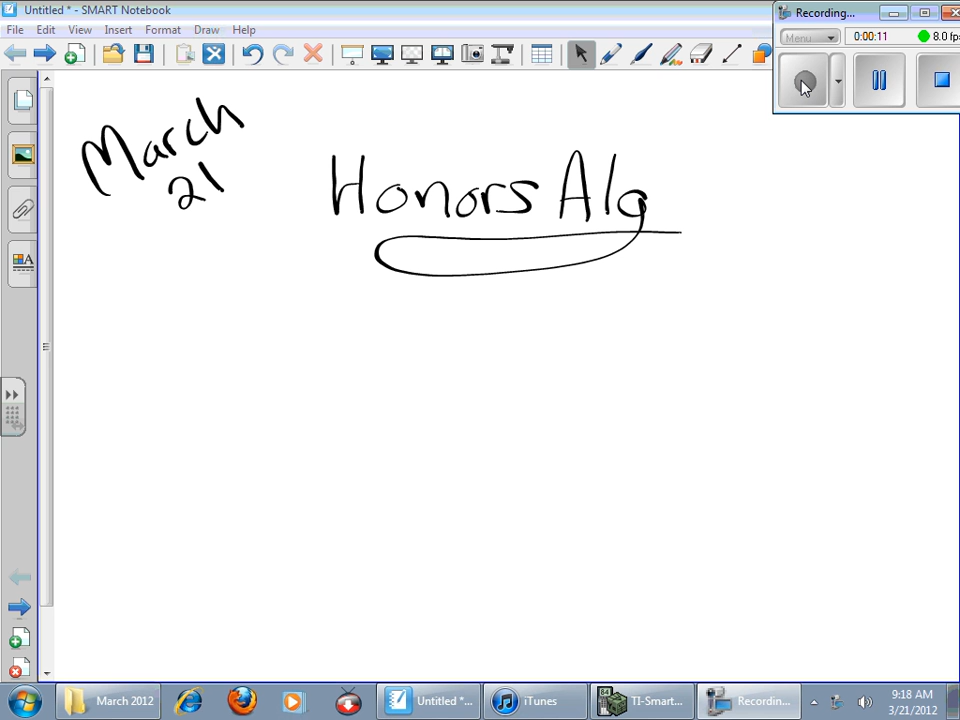 Untitled * - SMART Notebook
File Edit View Insert Format Draw Help
Recording...
Menu 0:00:11 8.0 fp
March
21
Honors Alg
March 2012 Untitled *... iTunes TI-Smart... Recordin... 9:18 AM
3/21/2012